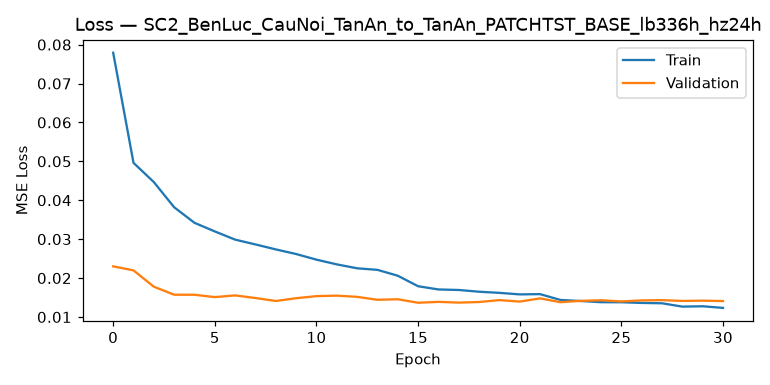 Loss — SC2_BenLuc_CauNoi_TanAn_to_TanAn_PATCHTST_BASE_lb336h_hz24h
Train
Validation
0.08
0.07
0.06
0.05
0.04
0.03
0.02
0.01
MSE Loss
0 5 10 15 20 25 30
Epoch